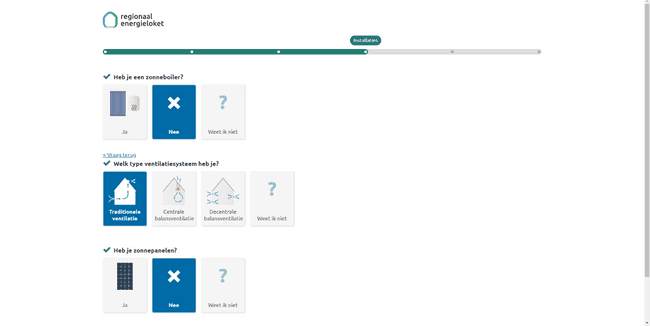 regionaal
energieloket
Installaties
Heb je een zonneboiler?
Ja
Nee
?
Weet ik niet
< Vraag terug
Welk type ventilatiesysteem heb je?
Traditionele
ventilatie
Centrale
balansventilatie
Decentrale
balansventilatie
?
Weet ik niet
Heb je zonnepanelen?
Ja
Nee
?
Weet ik niet